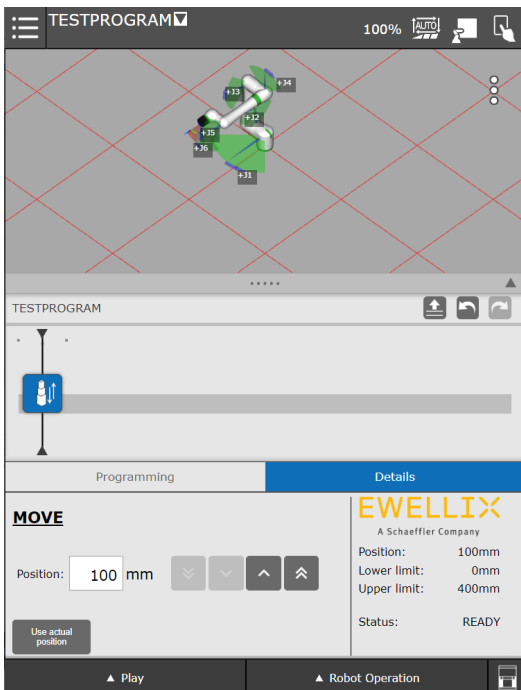 TESTPROGRAM
100%
AUTO
+J4
+J3
+J2
+J5
+J6
+J1
TESTPROGRAM
Programming
Details
MOVE
EWELLIX
A Schaeffler Company
Position: 100 mm
Position: 100mm
Lower limit: 0mm
Upper limit: 400mm
Status: READY
Use actual
position
▲ Play
▲ Robot Operation